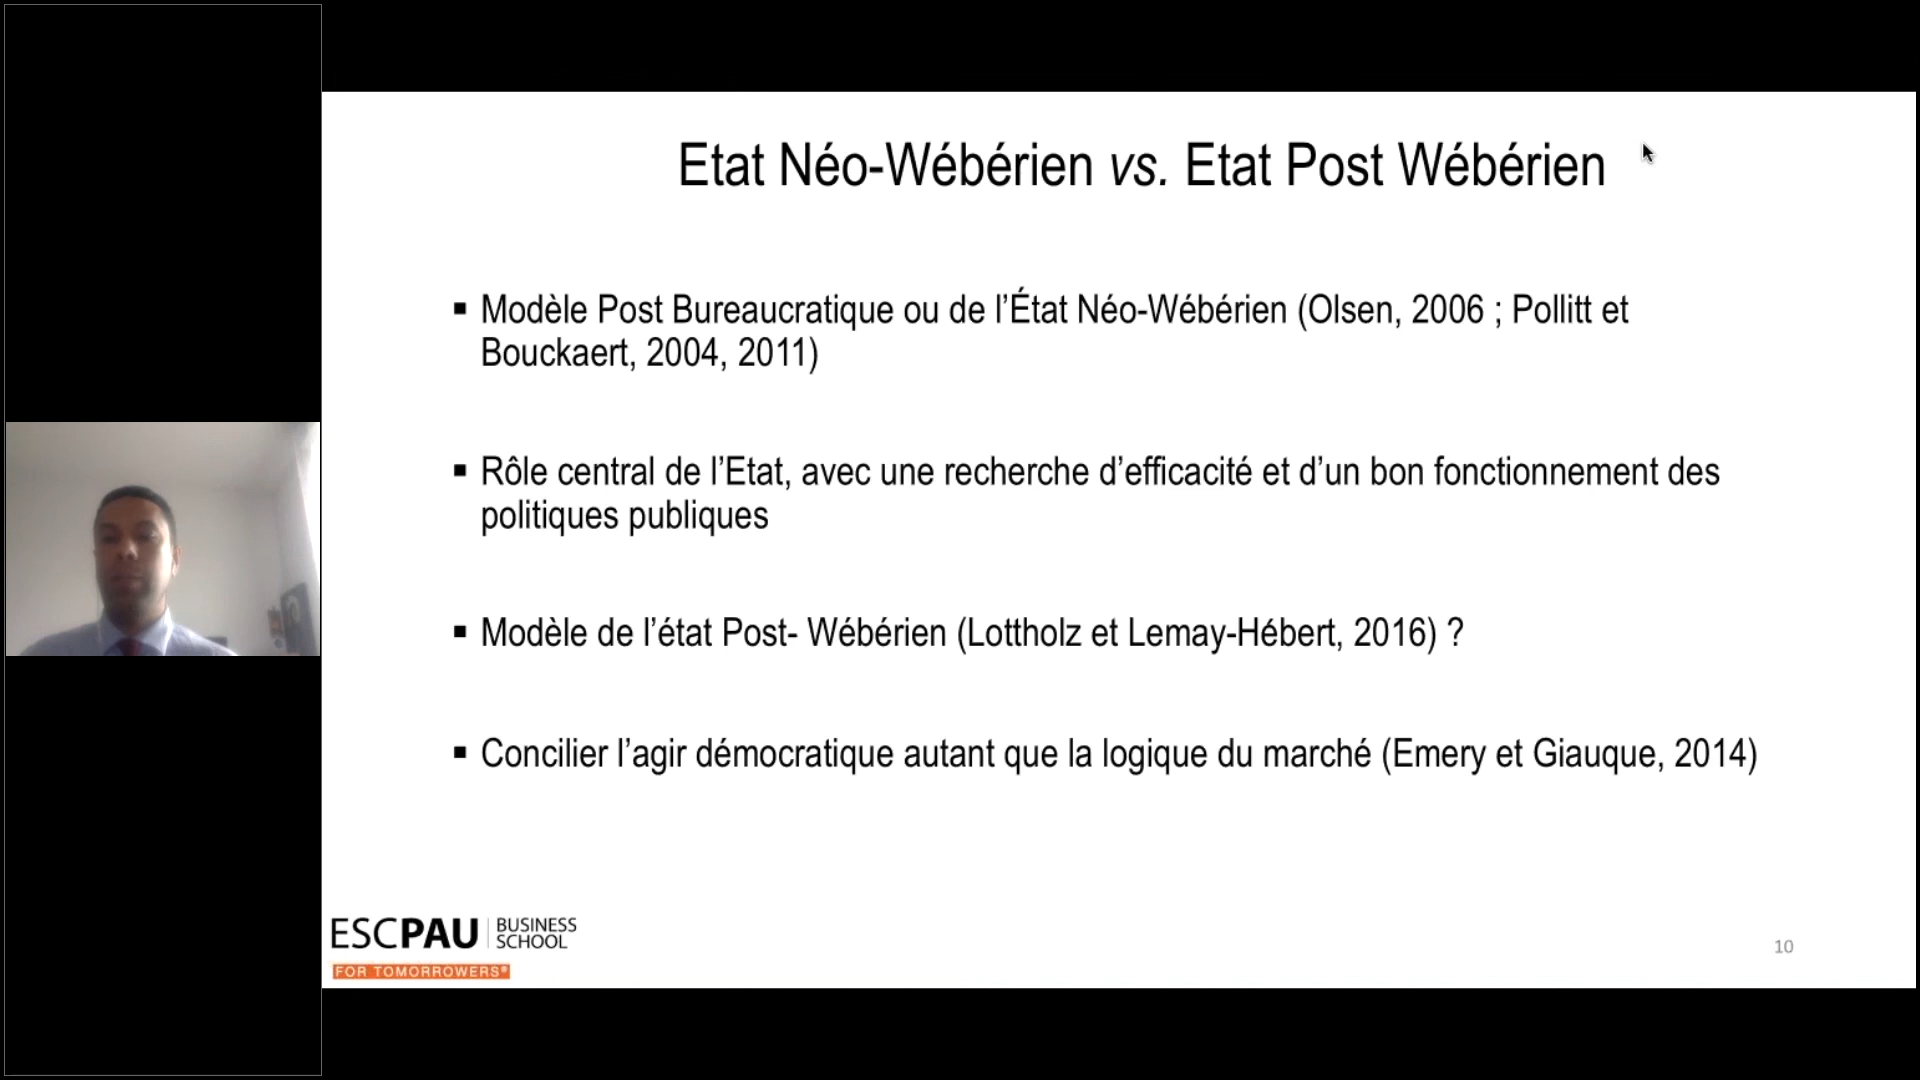 Etat Néo-Wébérien vs. Etat Post Wébérien
▪ Modèle Post Bureaucratique ou de l’État Néo-Wébérien (Olsen, 2006 ; Pollitt et
Bouckaert, 2004, 2011)
▪ Rôle central de l’Etat, avec une recherche d’efficacité et d’un bon fonctionnement des
politiques publiques
▪ Modèle de l’état Post- Wébérien (Lottholz et Lemay-Hébert, 2016) ?
▪ Concilier l’agir démocratique autant que la logique du marché (Emery et Giauque, 2014)
ESCPAU | BUSINESS
SCHOOL
FOR TOMORROWERS®
10